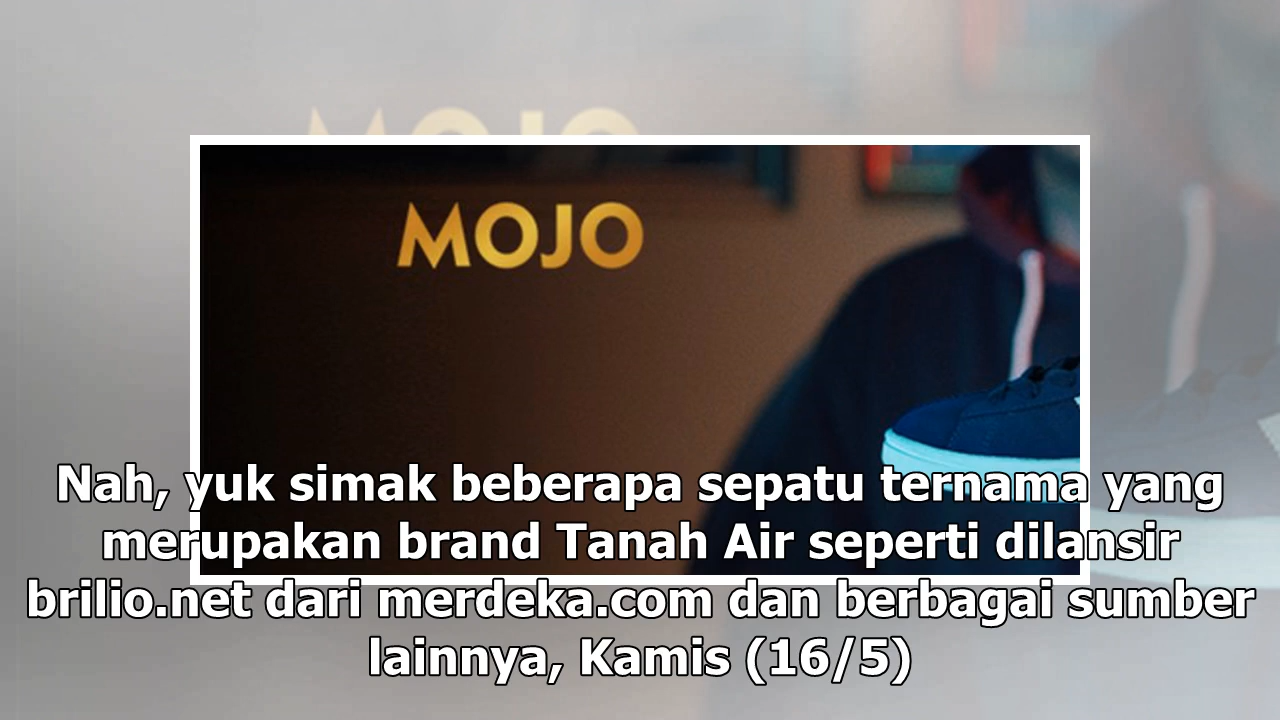 MOJO
MOJO
Nah, yuk simak beberapa sepatu ternama yang
merupakan brand Tanah Air seperti dilansir
brilio.net dari merdeka.com dan berbagai sumber
lainnya, Kamis (16/5)